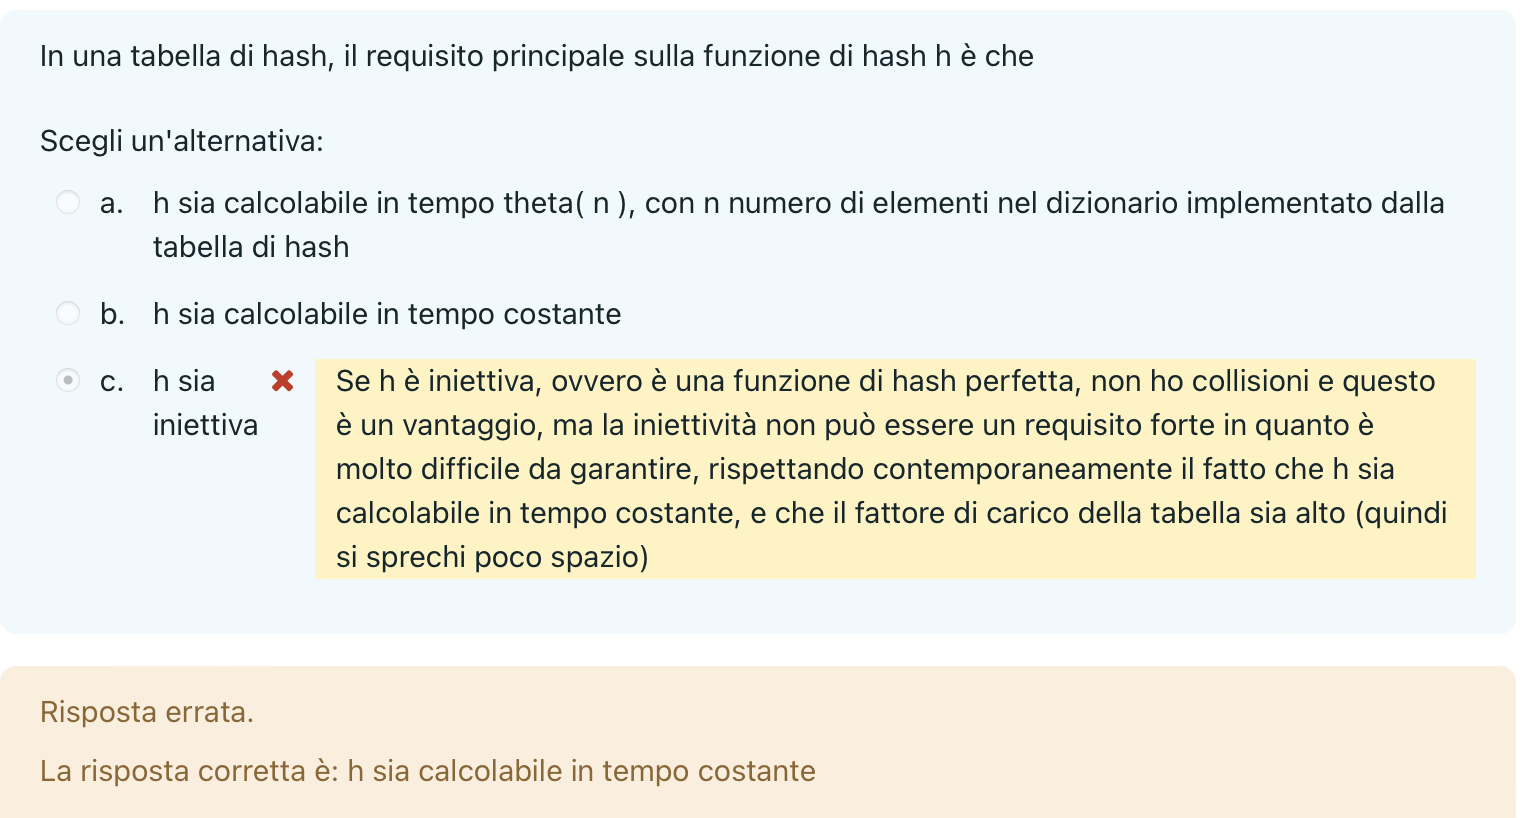 In una tabella di hash, il requisito principale sulla funzione di hash h è che
Scegli un'alternativa:
a. h sia calcolabile in tempo theta( n ), con n numero di elementi nel dizionario implementato dalla
tabella di hash
b. h sia calcolabile in tempo costante
c. h sia
iniettiva
Se h è iniettiva, ovvero è una funzione di hash perfetta, non ho collisioni e questo
è un vantaggio, ma la iniettività non può essere un requisito forte in quanto è
molto difficile da garantire, rispettando contemporaneamente il fatto che h sia
calcolabile in tempo costante, e che il fattore di carico della tabella sia alto (quindi
si sprechi poco spazio)
Risposta errata.
La risposta corretta è: h sia calcolabile in tempo costante